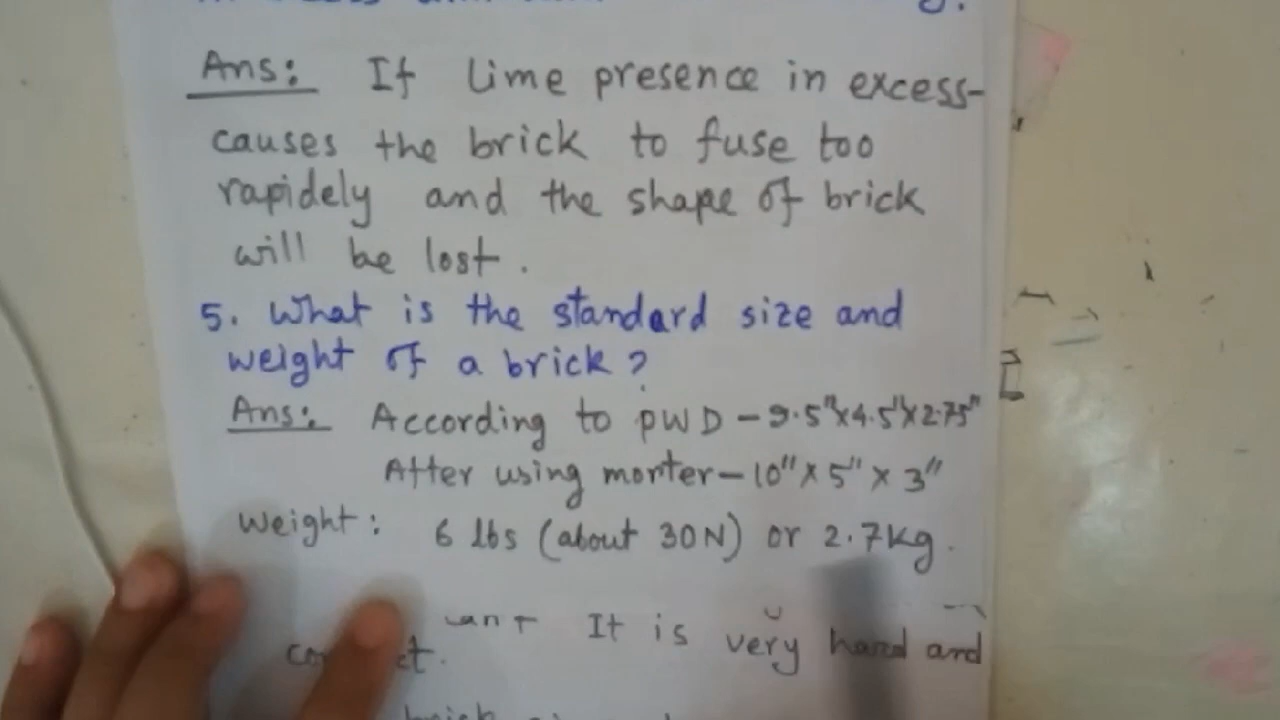 Ans: If lime presence in excess-
causes the brick to fuse too
rapidely and the shape of brick
will be lost.
5. What is the standard size and
weight of a brick?
Ans: According to PWD - 9.5"x4.5"x2.75"
After using morter - 10" x 5" x 3"
Weight: 6 lbs (about 30N) or 2.7kg.
It is very hard and